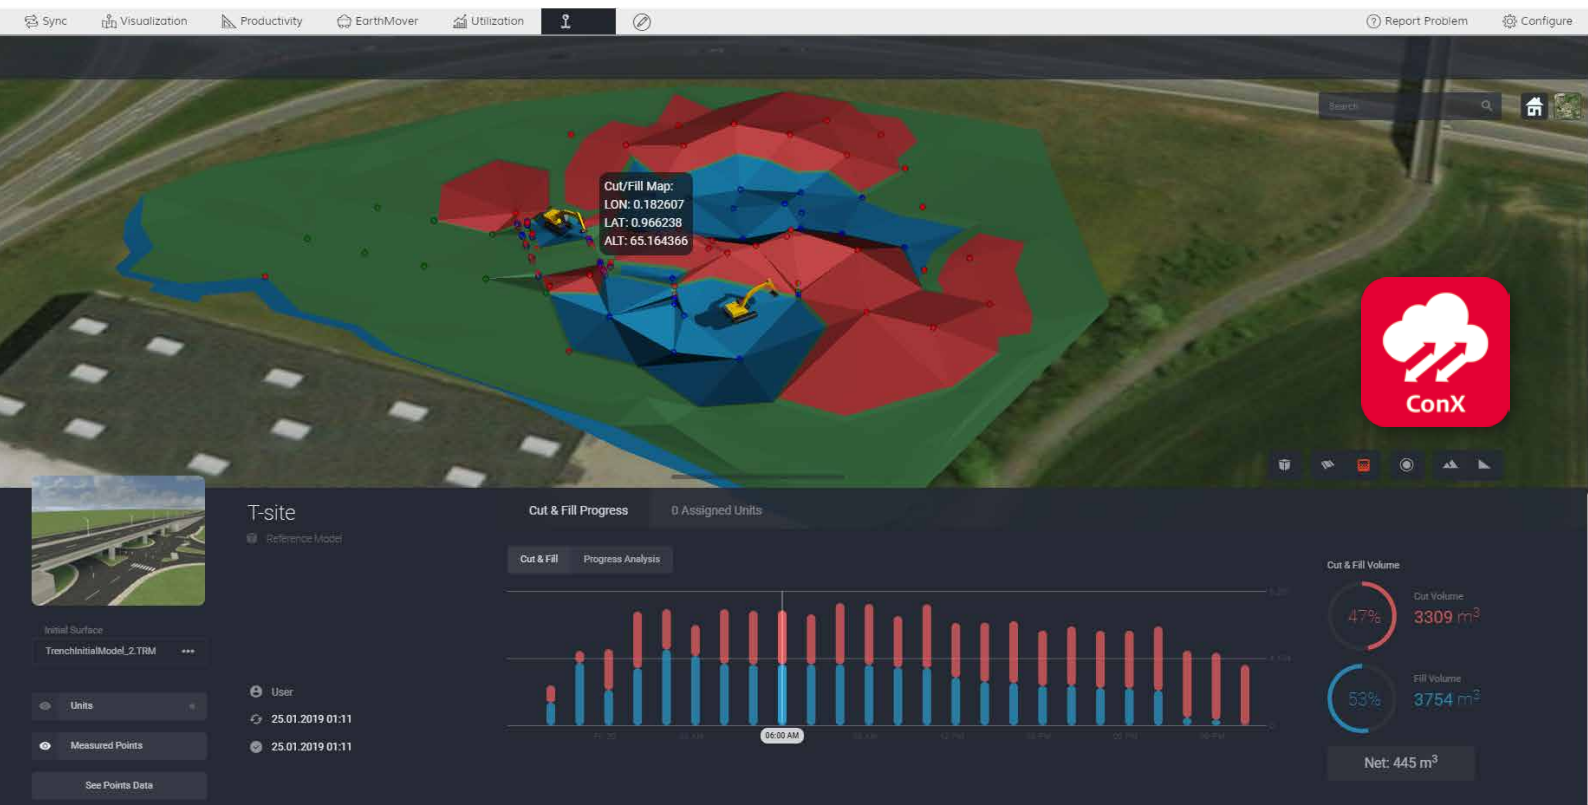 Sync
Visualization
Productivity
EarthMover
Utilization
Report Problem
Configure
Search
Cut/Fill Map:
LON: 0.182607
LAT: 0.966238
ALT: 65.164366
ConX
T-site
Reference Model
Cut & Fill Progress
0 Assigned Units
Cut & Fill
Progress Analysis
Initial Surface
TrenchInitialModel_2.TRM
Units
Measured Points
See Points Data
User
25.01.2019 01:11
25.01.2019 01:11
06:00 AM
Cut & Fill Volume
47%
Cut Volume
3309 m³
53%
Fill Volume
3754 m³
Net: 445 m³